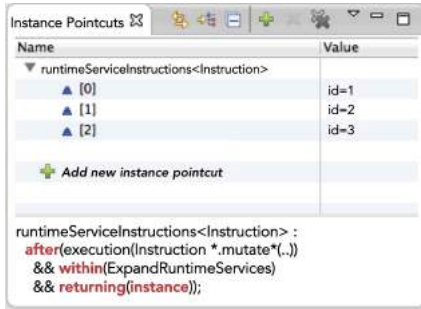 Instance Pointcuts
Name Value
runtimeServiceInstructions<Instruction>
[0] id=1
[1] id=2
[2] id=3
Add new instance pointcut
runtimeServiceInstructions<Instruction> :
after(execution(Instruction *.mutate*(..))
&& within(ExpandRuntimeServices)
&& returning(instance));